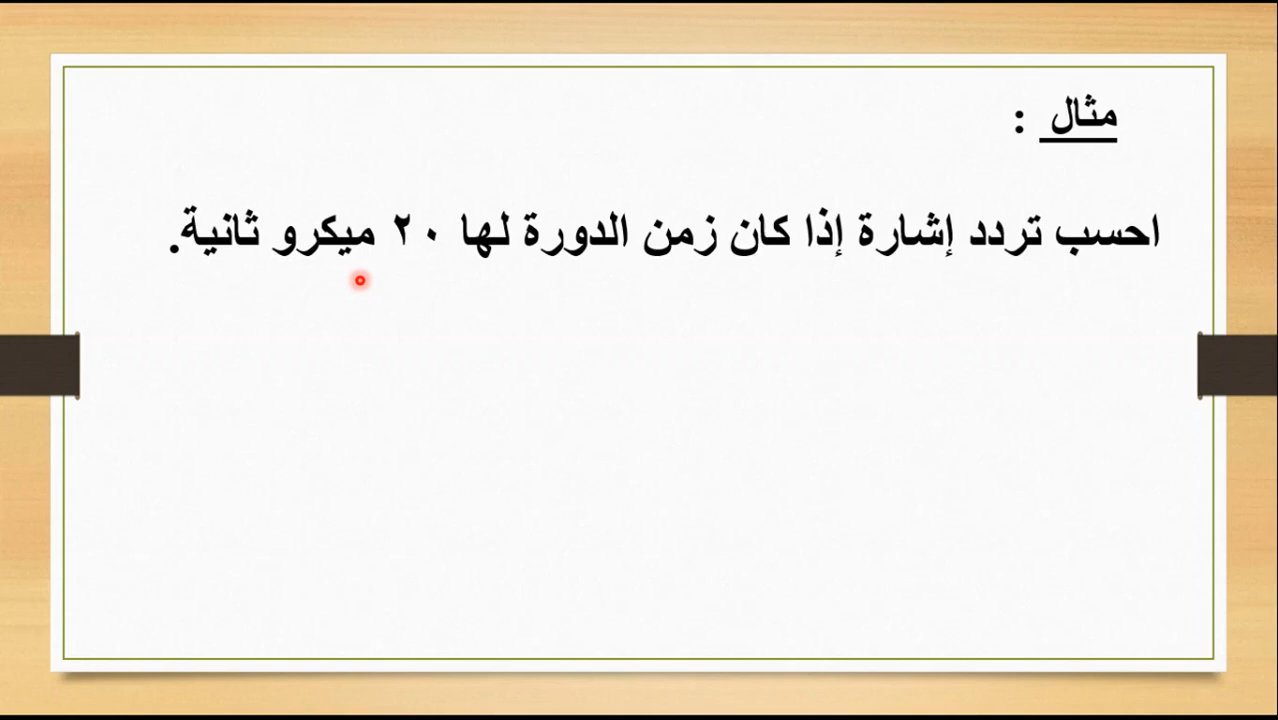 مثال :
احسب تردد إشارة إذا كان زمن الدورة لها ٢٠ ميكرو ثانية.